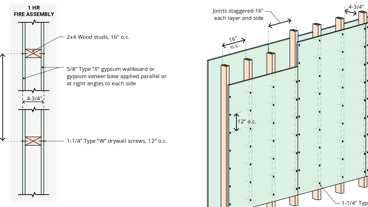 1 HR
FIRE ASSEMBLY
2x4 Wood studs, 16" o.c.
5/8" Type "X" gypsum wallboard or
gypsum veneer base applied parallel or
at right angles to each side
4-3/4"
1-1/4" Type "W" drywall screws, 12" o.c.
Joints staggered 16"
each layer and side
4-3/4"
16"
o.c.
12" o.c.
1-1/4" Typ